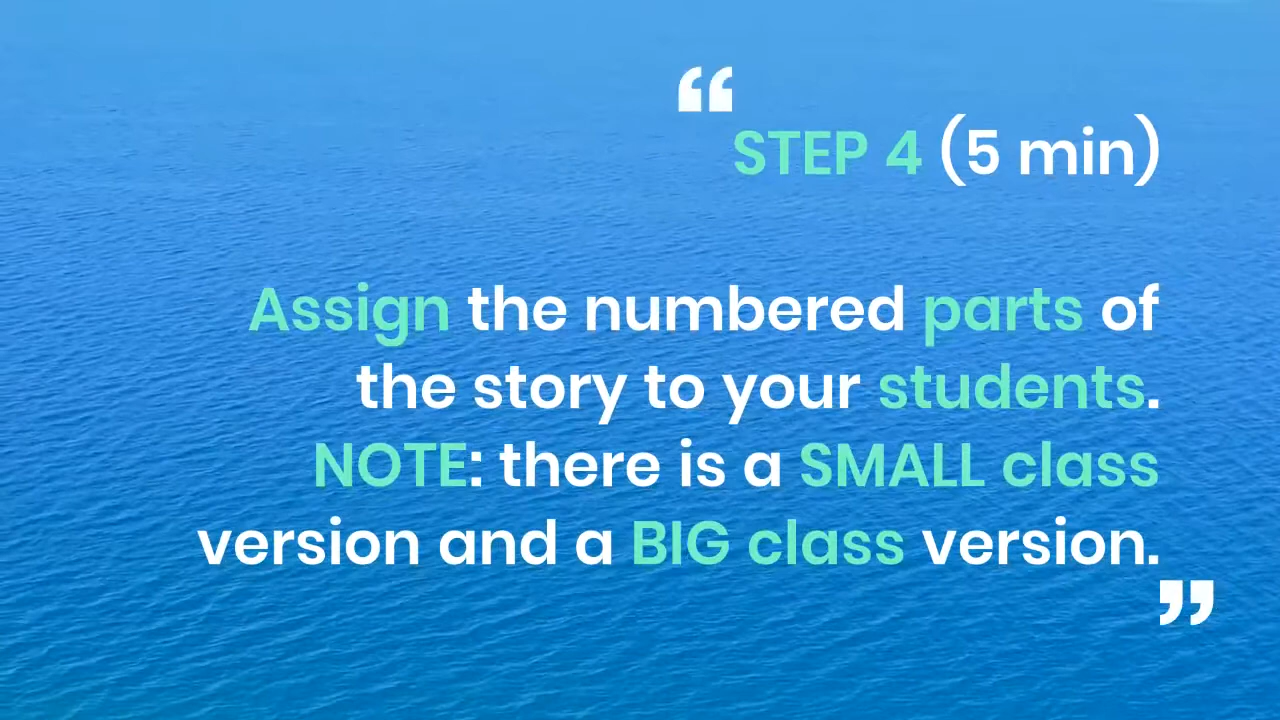 “
STEP 4 (5 min)
Assign the numbered parts of
the story to your students.
NOTE: there is a SMALL class
version and a BIG class version.
”